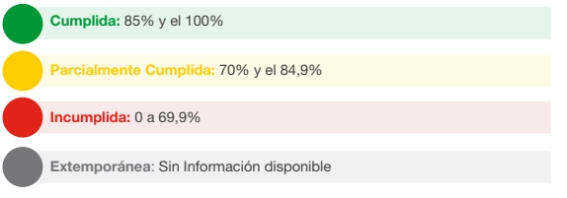 Cumplida: 85% y el 100%
Parcialmente Cumplida: 70% y el 84,9%
Incumplida: 0 a 69,9%
Extemporánea: Sin Información disponible